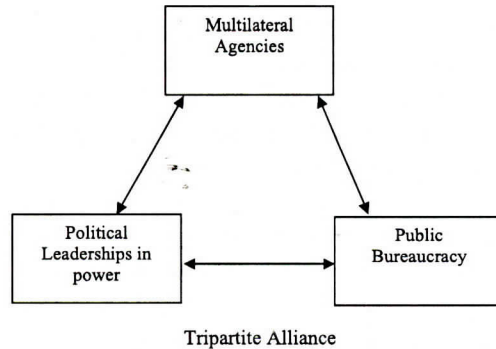 Multilateral
Agencies
Political
Leaderships in
power
Public
Bureaucracy
Tripartite Alliance